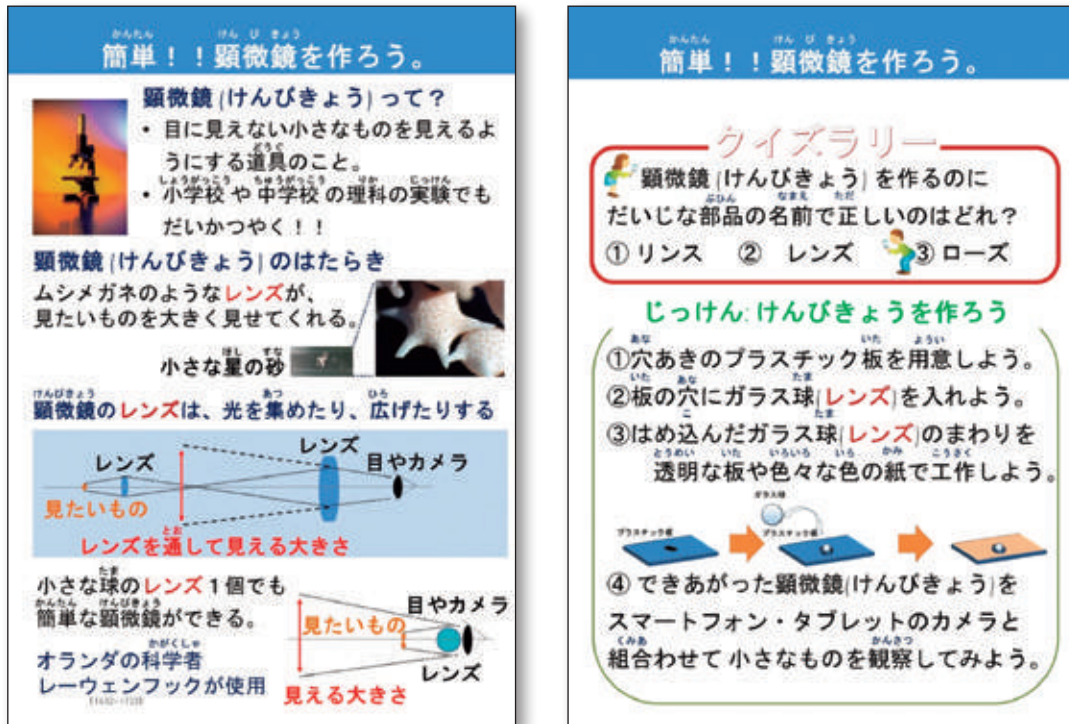 簡単!!顕微鏡を作ろう。
顕微鏡(けんびきょう)って?
・目に見えない小さなものを見えるよ
うにする道具のこと。
・小学校や中学校の理科の実験でも
だいかつやく!!
顕微鏡(けんびきょう)のはたらき
ムシメガネのようなレンズが、
見たいものを大きく見せてくれる。
小さな星の砂
顕微鏡のレンズは、光を集めたり、広げたりする
レンズ
レンズ
目やカメラ
見たいもの
レンズを通して見える大きさ
小さな球のレンズ1個でも
簡単な顕微鏡ができる。
目やカメラ
見たいもの
レンズ
見える大きさ
オランダの科学者
レーウェンフックが使用
簡単!!顕微鏡を作ろう。
クイズラリー
顕微鏡(けんびきょう)を作るのに
だいじな部品の名前で正しいのはどれ?
① リンス ② レンズ ③ ローズ
じっけん:けんびきょうを作ろう
①穴あきのプラスチック板を用意しよう。
②板の穴にガラス球(レンズ)を入れよう。
③はめ込んだガラス球(レンズ)のまわりを
透明な板や色々な色の紙で工作しよう。
ガラス球
プラスチック板
プラスチック板
④ できあがった顕微鏡(けんびきょう)を
スマートフォン・タブレットのカメラと
組合わせて小さなものを観察してみよう。